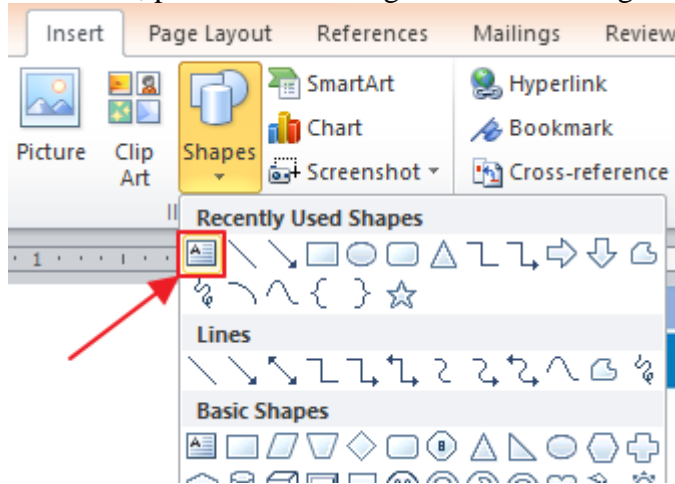 Insert Page Layout References Mailings Review
SmartArt Hyperlink
Chart Bookmark
Picture Clip Shapes Screenshot Cross-reference
Art
Recently Used Shapes
1
Lines
Basic Shapes